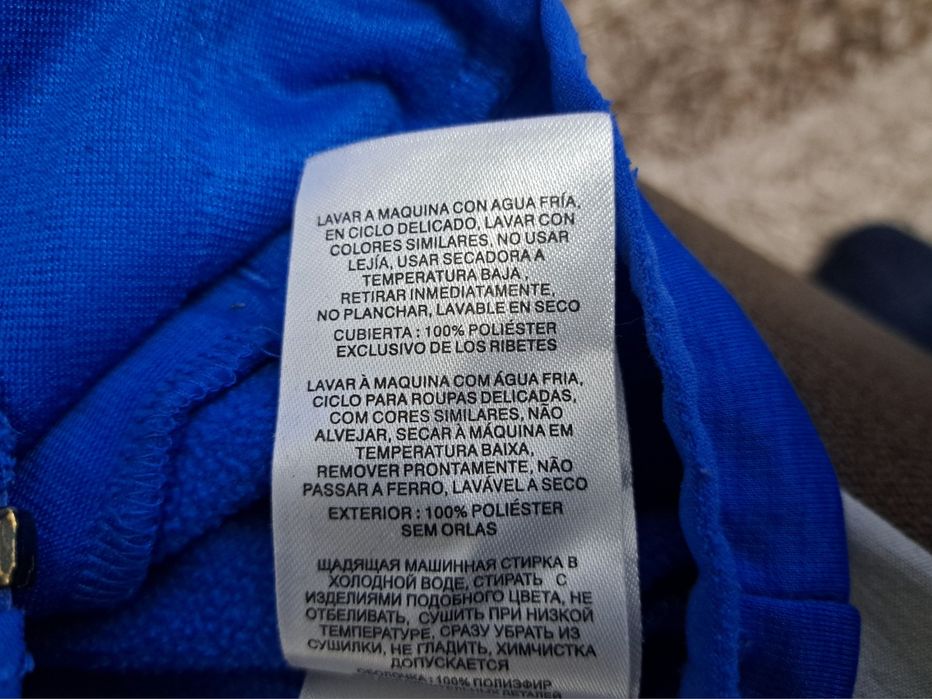 LAVAR A MAQUINA CON AGUA FRÍA,
EN CICLO DELICADO, LAVAR CON
COLORES SIMILARES, NO USAR
LEJÍA, USAR SECADORA A
TEMPERATURA BAJA ,
RETIRAR INMEDIATAMENTE,
NO PLANCHAR, LAVABLE EN SECO
CUBIERTA : 100% POLIÉSTER
EXCLUSIVO DE LOS RIBETES
LAVAR À MAQUINA COM ÁGUA FRIA,
CICLO PARA ROUPAS DELICADAS,
COM CORES SIMILARES, NÃO
ALVEJAR, SECAR À MÁQUINA EM
TEMPERATURA BAIXA,
REMOVER PRONTAMENTE, NÃO
PASSAR A FERRO, LAVÁVEL A SECO
EXTERIOR : 100% POLIÉSTER
SEM ORLAS
ЩАДЯЩАЯ МАШИННАЯ СТИРКА В
ХОЛОДНОЙ ВОДЕ, СТИРАТЬ С
ИЗДЕЛИЯМИ ПОДОБНОГО ЦВЕТА, НЕ
ОТБЕЛИВАТЬ, СУШИТЬ ПРИ НИЗКОЙ
ТЕМПЕРАТУРЕ, СРАЗУ УБРАТЬ ИЗ
СУШИЛКИ, НЕ ГЛАДИТЬ, ХИМЧИСТКА
ДОПУСКАЕТСЯ
ОБОЛОЧКА : 100% ПОЛИЭФИР
ДЕТАЛЕЙ